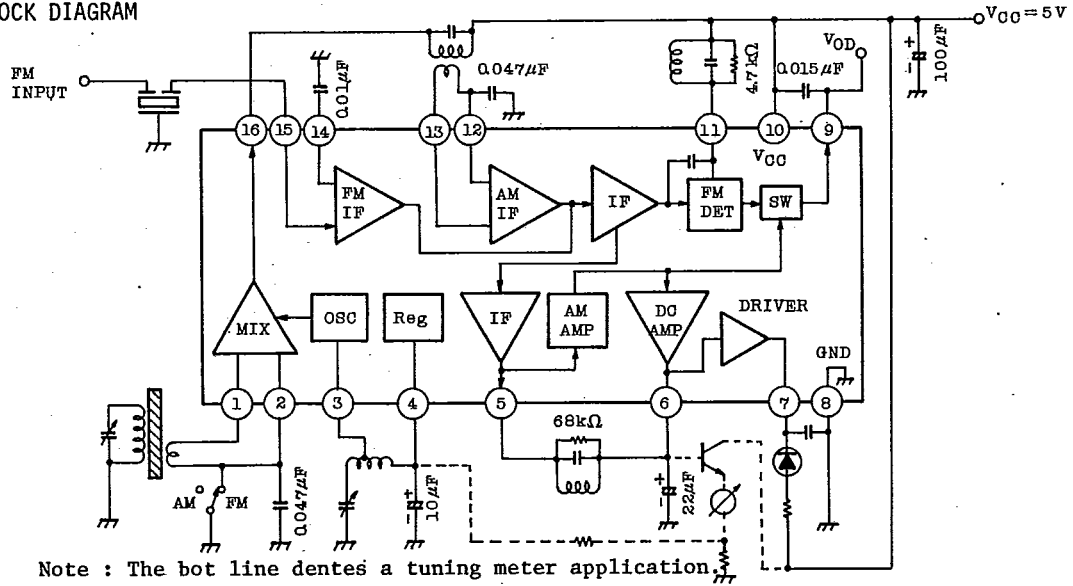 OCK DIAGRAM
VCC=5V
FM
INPUT
0.01μF
0.047μF
4.7kΩ
VOD
0.015μF
+
-
100μF
16
15
14
13
12
11
10
9
VCC
FM
IF
AM
IF
IF
FM
DET
SW
MIX
OSC
Reg
IF
AM
AMP
DC
AMP
DRIVER
GND
1
2
3
4
5
6
7
8
68kΩ
AM
FM
0.047μF
+
-
10μF
+
-
22μF
Note : The bot line dentes a tuning meter application.